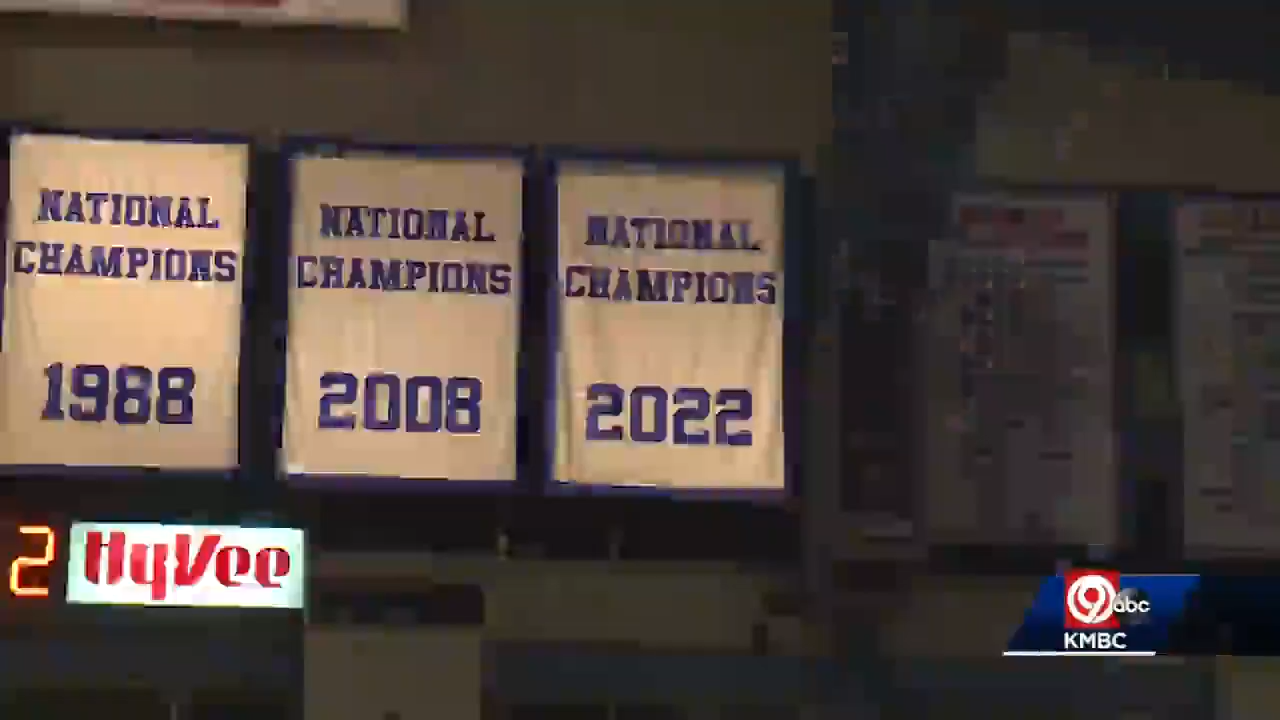 NATIONAL
CHAMPIONS
1988
NATIONAL
CHAMPIONS
2008
NATIONAL
CHAMPIONS
2022
2
HyVee
9 abc
KMBC